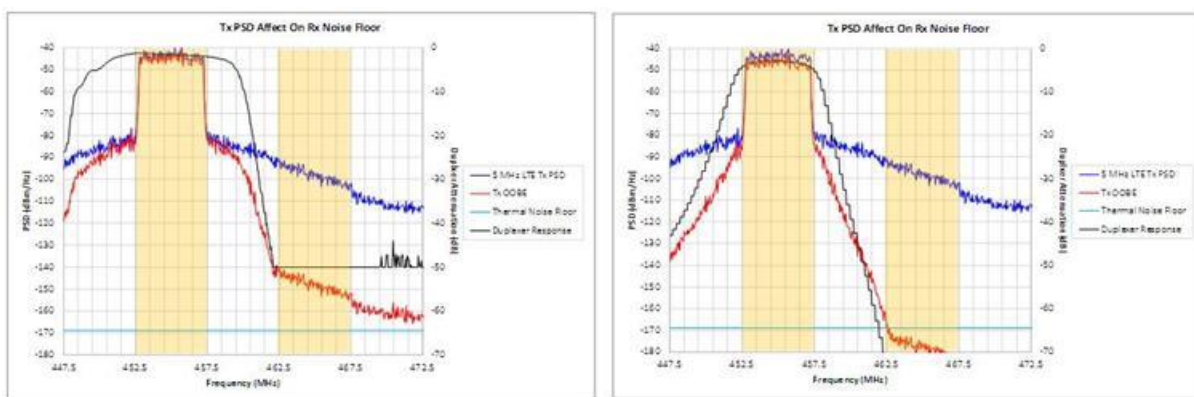 Tx PSD Affect On Rx Noise Floor
-40
-50
-60
-70
-80
-90
-100
-110
-120
-130
-140
-150
-160
-170
-180
PSD [dBm/Hz]
0
-10
-20
-30
-40
-50
-60
-70
Duplexer Attenuation [dB]
447.5 452.5 457.5 462.5 467.5 472.5
Frequency (MHz)
5 MHz LTE Tx PSD
Tx OOBE
Thermal Noise Floor
Duplexer Response
Tx PSD Affect On Rx Noise Floor
-40
-50
-60
-70
-80
-90
-100
-110
-120
-130
-140
-150
-160
-170
-180
PSD [dBm/Hz]
0
-10
-20
-30
-40
-50
-60
-70
Duplexer Attenuation [dB]
447.5 452.5 457.5 462.5 467.5 472.5
Frequency (MHz)
5 MHz LTE Tx PSD
Tx OOBE
Thermal Noise Floor
Duplexer Response